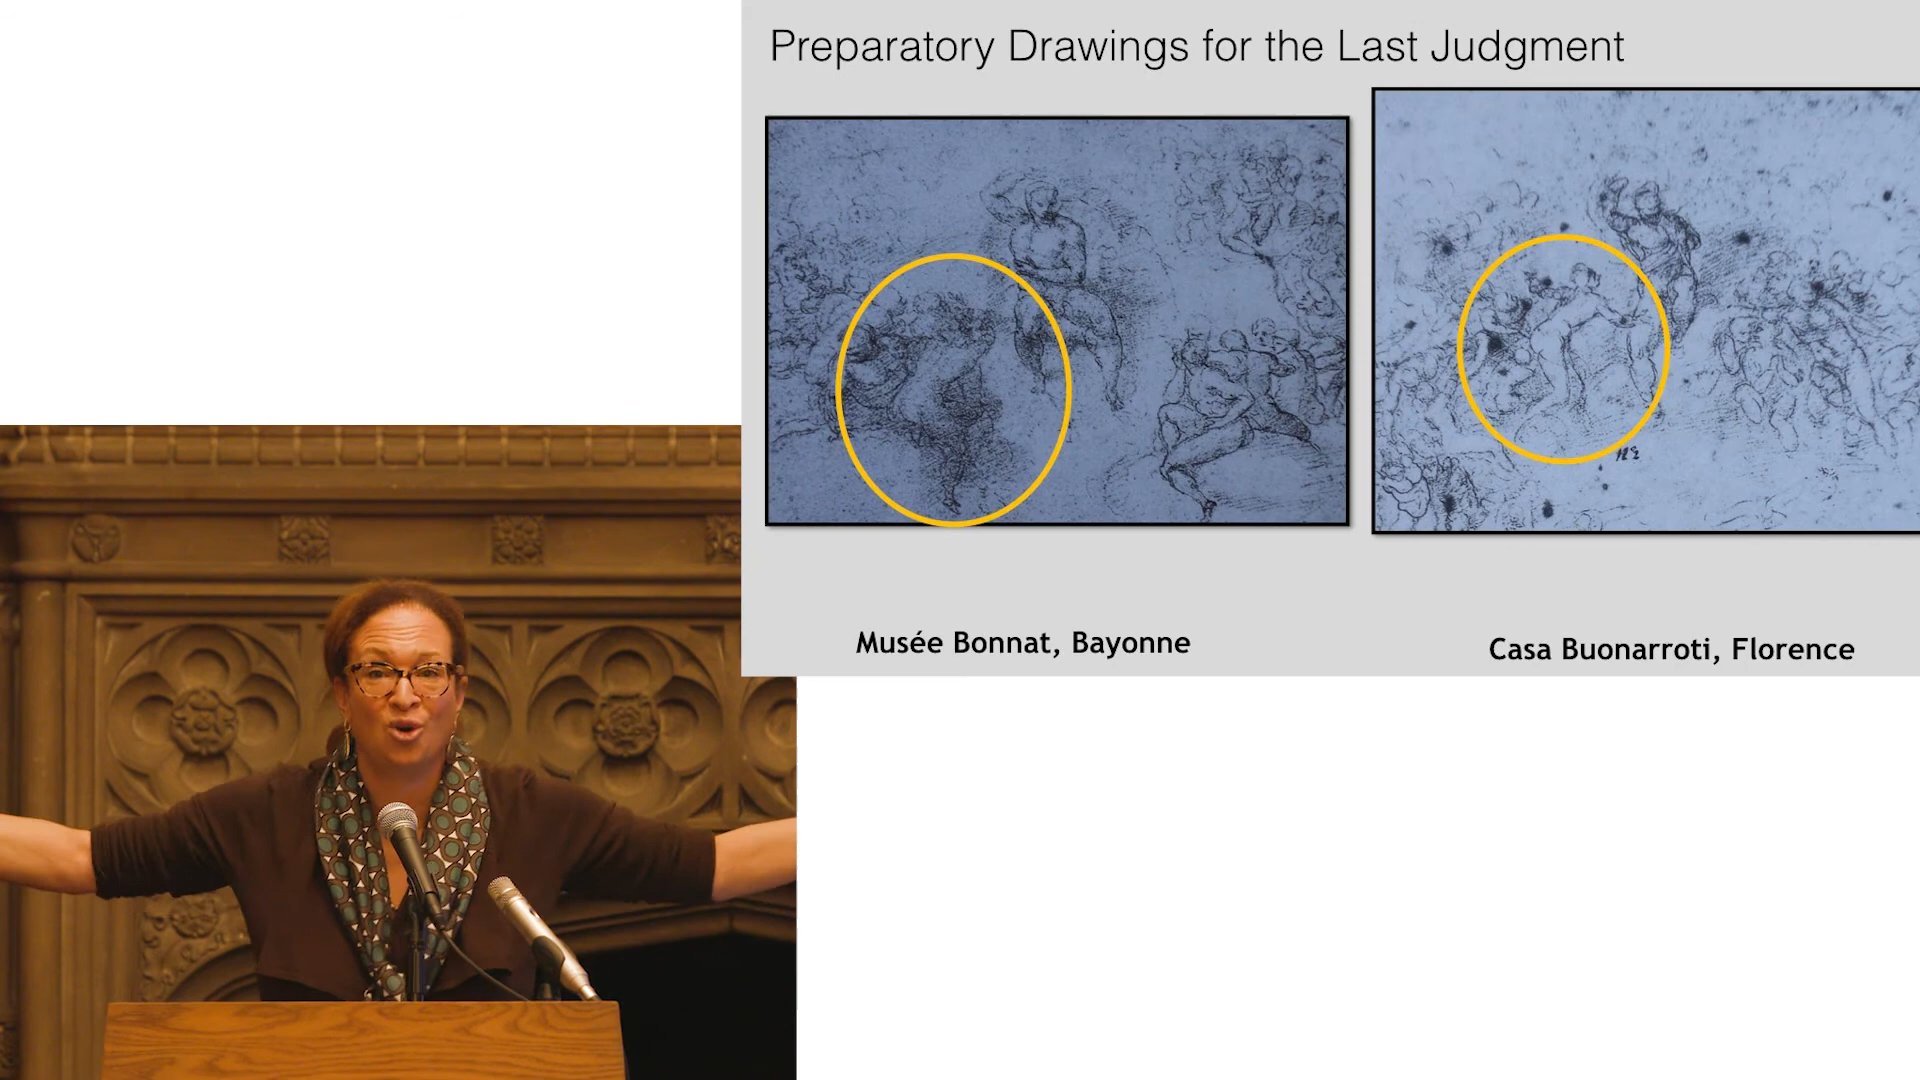 Preparatory Drawings for the Last Judgment
Musée Bonnat, Bayonne
Casa Buonarroti, Florence